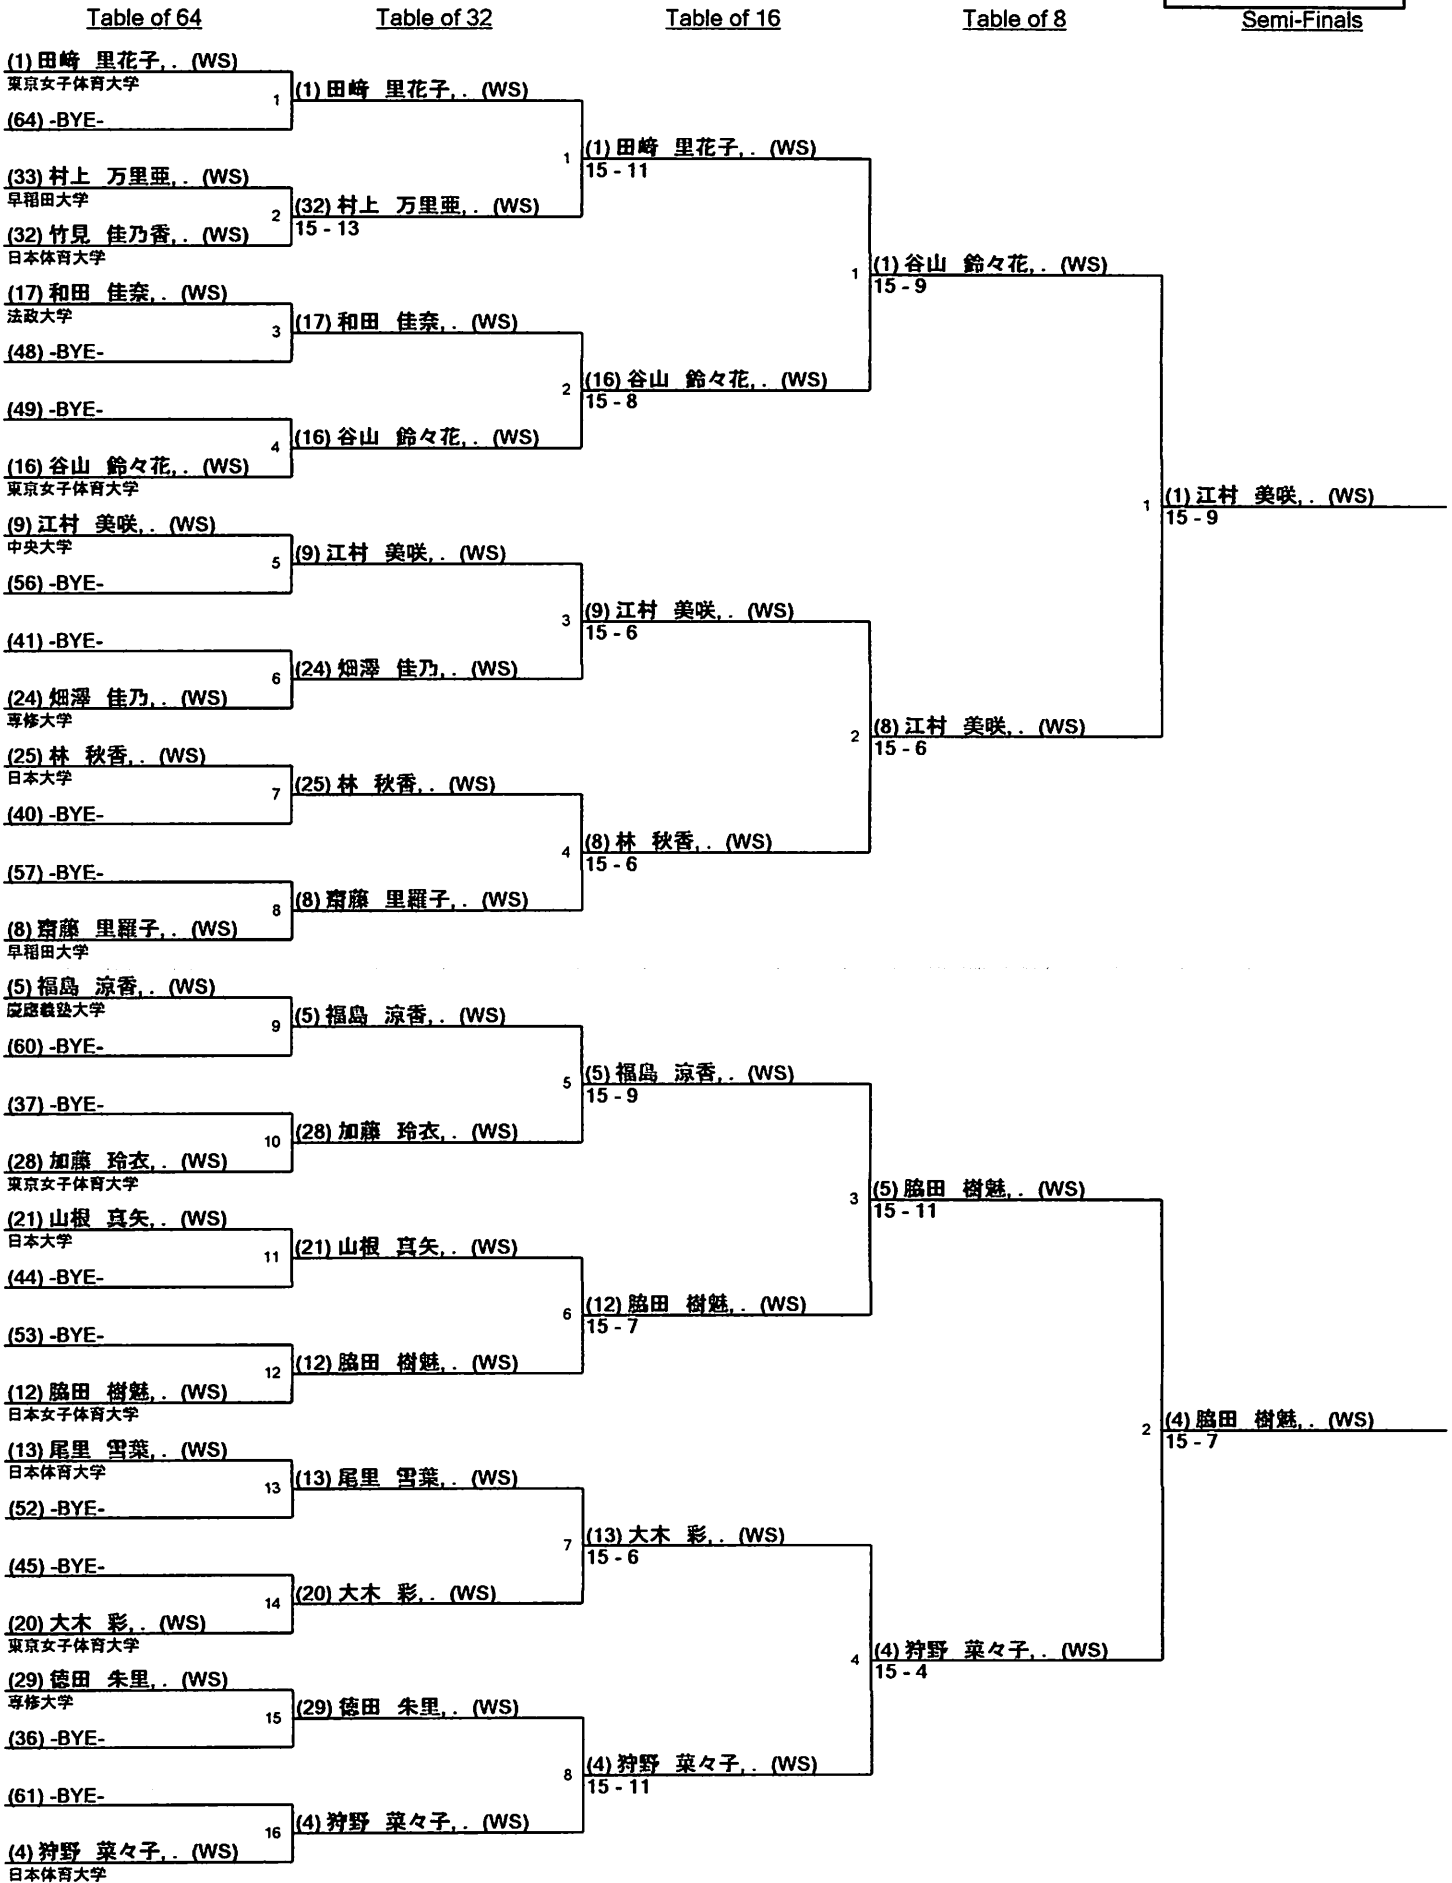 Table of 64
Table of 32
Table of 16
Table of 8
Semi-Finals
(1) 田﨑 里花子, . (WS)
東京女子体育大学
1
(64) -BYE-
(33) 村上 万里亜, . (WS)
早稲田大学
2
(32) 竹見 佳乃香, . (WS)
日本体育大学
(17) 和田 佳奈, . (WS)
法政大学
3
(48) -BYE-
(49) -BYE-
4
(16) 谷山 鈴々花, . (WS)
東京女子体育大学
(9) 江村 美咲, . (WS)
中央大学
5
(56) -BYE-
(41) -BYE-
6
(24) 畑澤 佳乃, . (WS)
専修大学
(25) 林 秋香, . (WS)
日本大学
7
(40) -BYE-
(57) -BYE-
8
(8) 齋藤 里羅子, . (WS)
早稲田大学
(5) 福島 涼香, . (WS)
慶應義塾大学
9
(60) -BYE-
(37) -BYE-
10
(28) 加藤 玲衣, . (WS)
東京女子体育大学
(21) 山根 真矢, . (WS)
日本大学
11
(44) -BYE-
(53) -BYE-
12
(12) 脇田 樹魅, . (WS)
日本女子体育大学
(13) 尾里 雪葉, . (WS)
日本体育大学
13
(52) -BYE-
(45) -BYE-
14
(20) 大木 彩, . (WS)
東京女子体育大学
(29) 徳田 朱里, . (WS)
専修大学
15
(36) -BYE-
(61) -BYE-
16
(4) 狩野 菜々子, . (WS)
日本体育大学
(1) 田﨑 里花子, . (WS)
1
(32) 村上 万里亜, . (WS)
15 - 13
(17) 和田 佳奈, . (WS)
2
(16) 谷山 鈴々花, . (WS)
(9) 江村 美咲, . (WS)
3
(24) 畑澤 佳乃, . (WS)
(25) 林 秋香, . (WS)
4
(8) 齋藤 里羅子, . (WS)
(5) 福島 涼香, . (WS)
5
(28) 加藤 玲衣, . (WS)
(21) 山根 真矢, . (WS)
6
(12) 脇田 樹魅, . (WS)
(13) 尾里 雪葉, . (WS)
7
(20) 大木 彩, . (WS)
(29) 徳田 朱里, . (WS)
8
(4) 狩野 菜々子, . (WS)
(1) 田﨑 里花子, . (WS)
15 - 11
1
(16) 谷山 鈴々花, . (WS)
15 - 8
(9) 江村 美咲, . (WS)
15 - 6
2
(8) 林 秋香, . (WS)
15 - 6
(5) 福島 涼香, . (WS)
15 - 9
3
(12) 脇田 樹魅, . (WS)
15 - 7
(13) 大木 彩, . (WS)
15 - 6
4
(4) 狩野 菜々子, . (WS)
15 - 11
(1) 谷山 鈴々花, . (WS)
15 - 9
1
(8) 江村 美咲, . (WS)
15 - 6
(5) 脇田 樹魅, . (WS)
15 - 11
2
(4) 狩野 菜々子, . (WS)
15 - 4
(1) 江村 美咲, . (WS)
15 - 9
(4) 脇田 樹魅, . (WS)
15 - 7